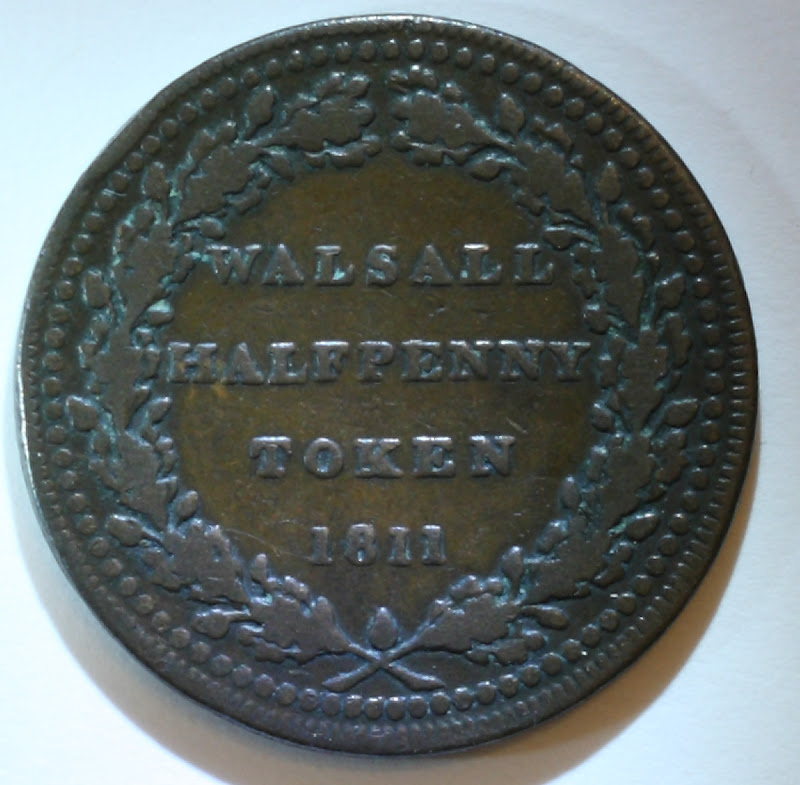 WALSALL
HALFPENNY
TOKEN
1811